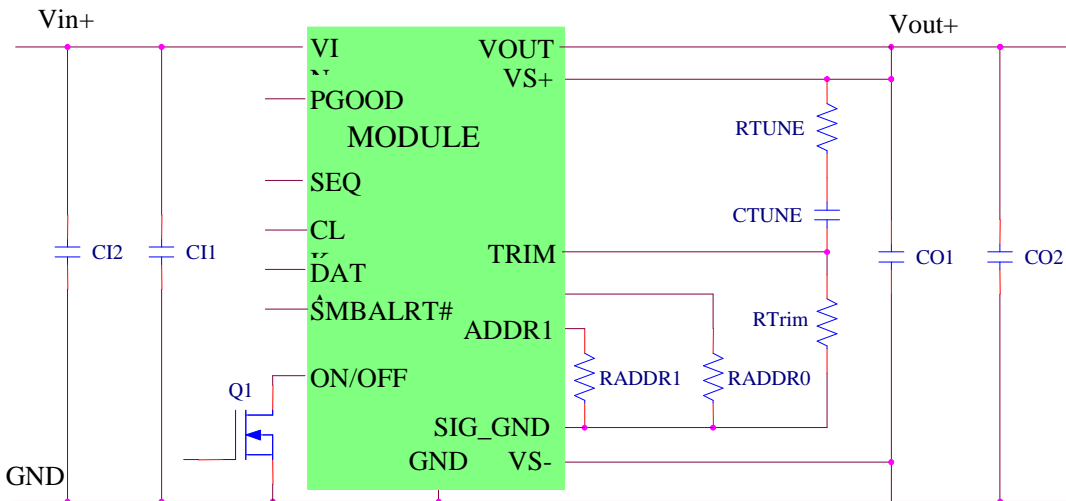 Vin+
Vout+
VI
VOUT
VS+
PGOOD
MODULE
RTUNE
SEQ
CTUNE
CL
TRIM
CI2
CI1
CO1
CO2
DAT
SMBALRT#
ADDR1
RTrim
ON/OFF
RADDR1
RADDR0
Q1
SIG_GND
GND
VS-
GND